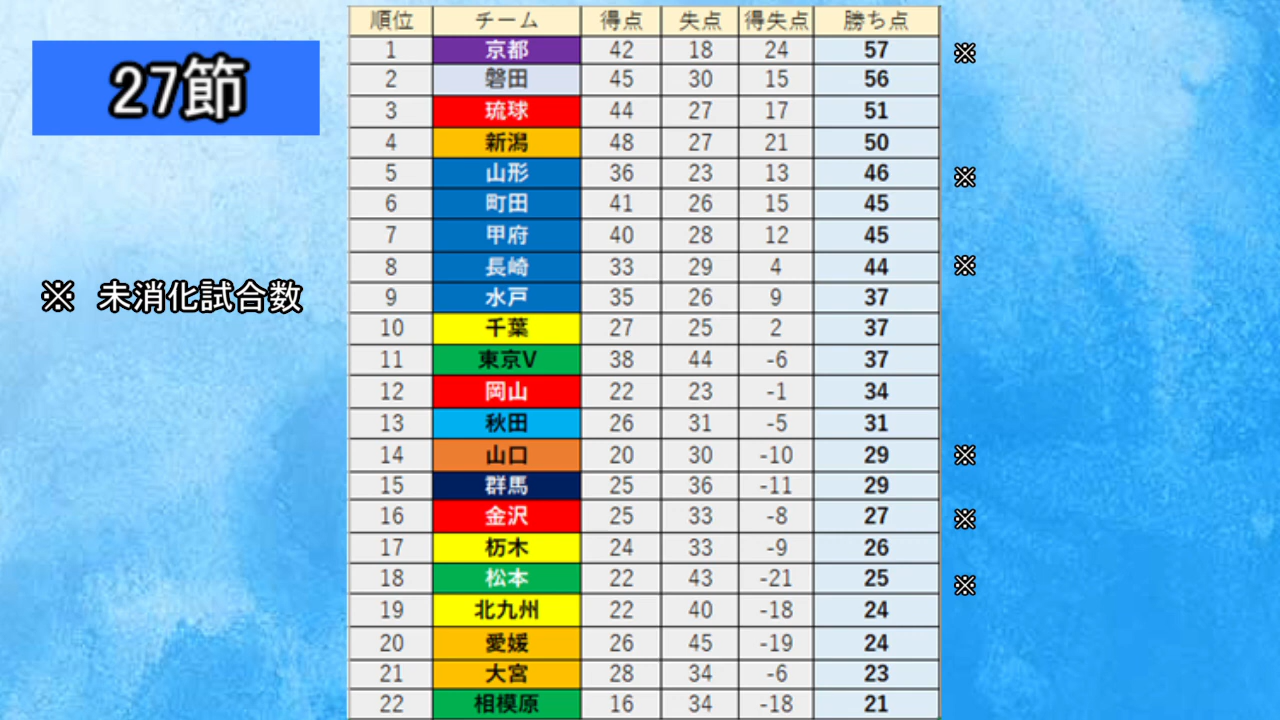 27節
※ 未消化試合数
順位 チーム 得点 失点 得失点 勝ち点
1 京都 42 18 24 57 ※
2 磐田 45 30 15 56
3 琉球 44 27 17 51
4 新潟 48 27 21 50
5 山形 36 23 13 46 ※
6 町田 41 26 15 45
7 甲府 40 28 12 45
8 長崎 33 29 4 44 ※
9 水戸 35 26 9 37
10 千葉 27 25 2 37
11 東京V 38 44 -6 37
12 岡山 22 23 -1 34
13 秋田 26 31 -5 31
14 山口 20 30 -10 29 ※
15 群馬 25 36 -11 29
16 金沢 25 33 -8 27 ※
17 栃木 24 33 -9 26
18 松本 22 43 -21 25 ※
19 北九州 22 40 -18 24
20 愛媛 26 45 -19 24
21 大宮 28 34 -6 23
22 相模原 16 34 -18 21